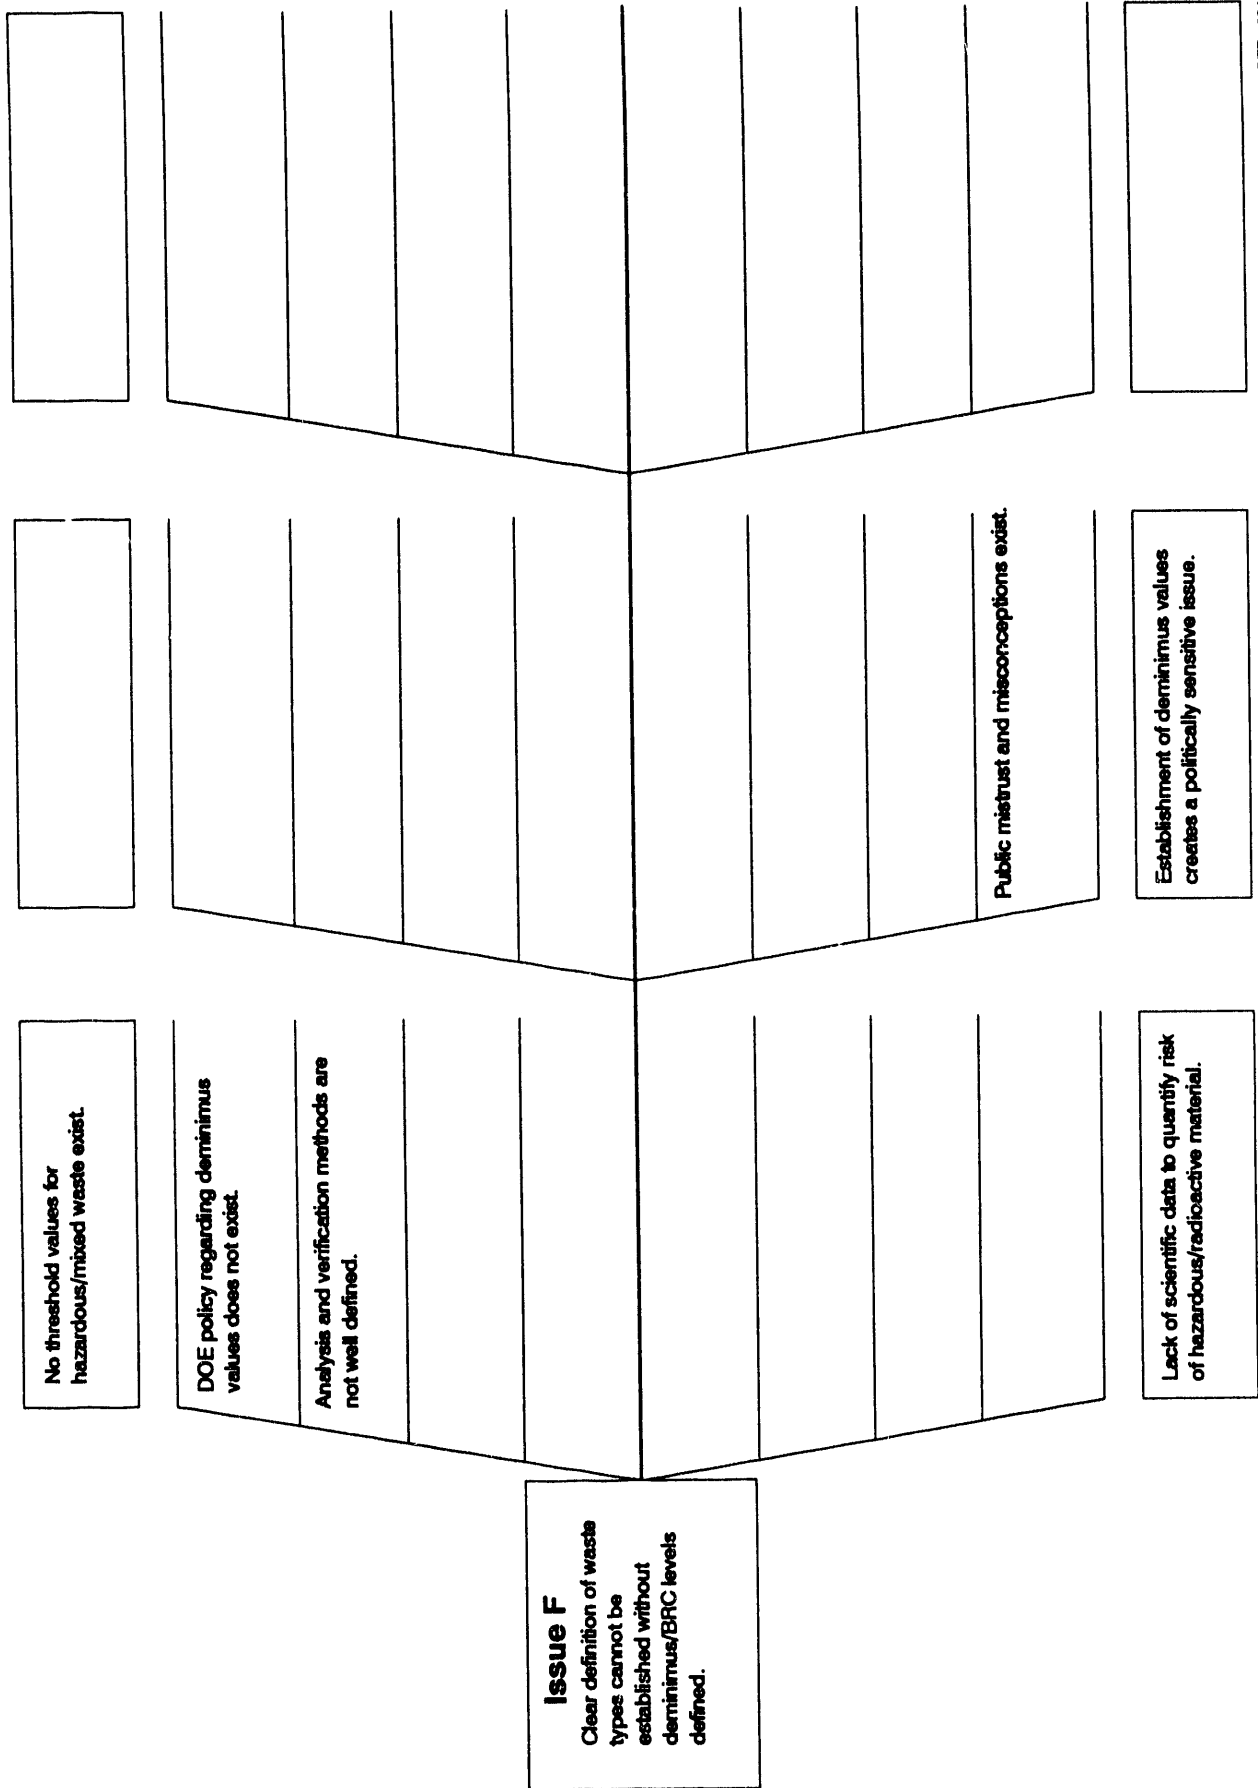 No threshold values for
hazardous/mixed waste exist.
DOE policy regarding deminimus
values does not exist.
Analysis and verification methods are
not well defined.
Issue F
Clear definition of waste
types cannot be
established without
deminimus/BRC levels
defined.
Public mistrust and misconceptions exist.
Lack of scientific data to quantify risk
of hazardous/radioactive material.
Establishment of deminimus values
creates a politically sensitive issue.